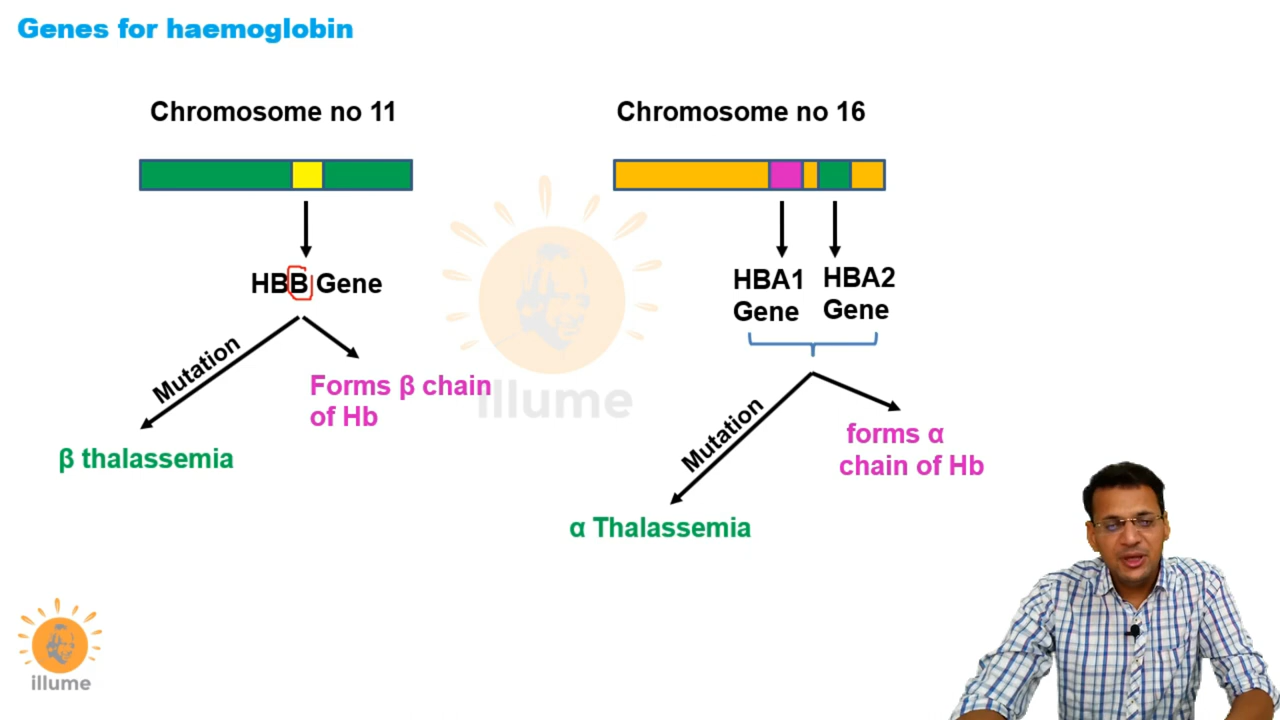 Genes for haemoglobin
Chromosome no 11
Chromosome no 16
HBB Gene
HBA1
Gene
HBA2
Gene
Mutation
Forms β chain
of Hb
β thalassemia
Mutation
forms α
chain of Hb
α Thalassemia
illume
illume